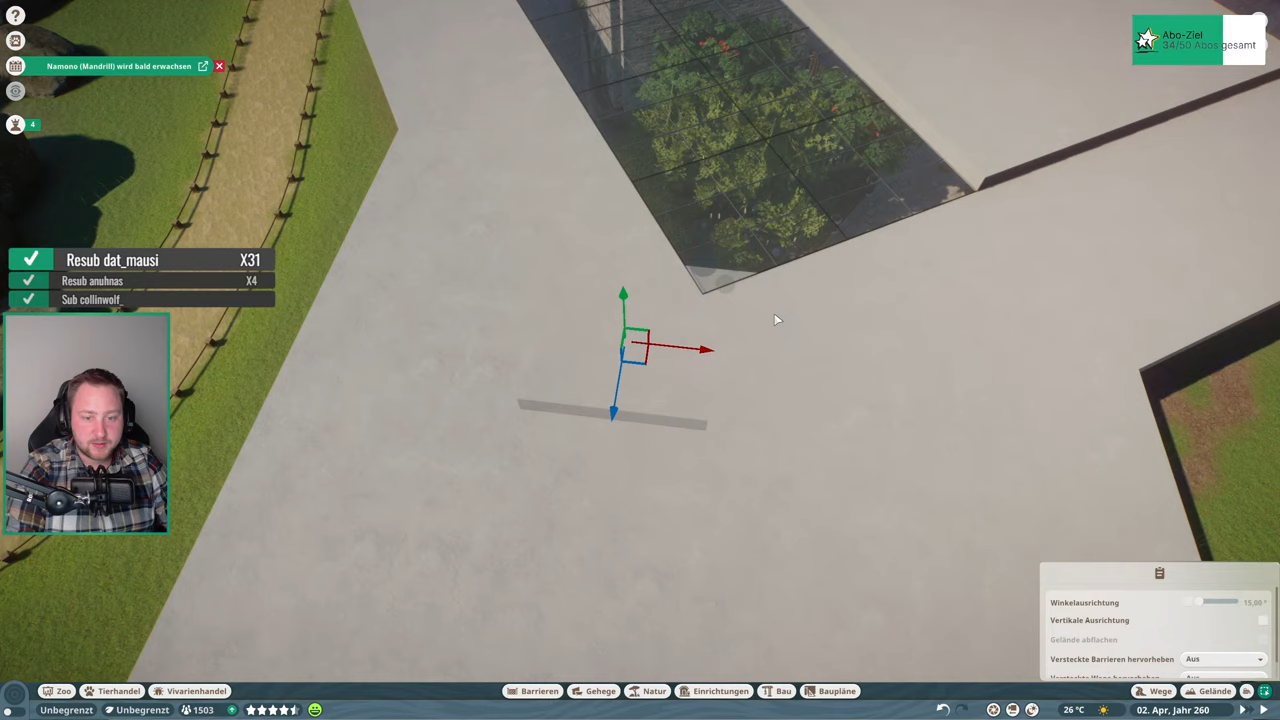 ?
Namono (Mandrill) wird bald erwachsen
4
Abo-Ziel
34/50 Abos gesamt
Resub dat_mausi X31
Resub anuhnas X4
Sub collinwolf_
Winkelausrichtung 15,00 °
Vertikale Ausrichtung
Gelände abflachen
Versteckte Barrieren hervorheben Aus
Zoo Tierhandel Vivarienhandel Barrieren Gehege Natur Einrichtungen Bau Baupläne Wege Gelände
Unbegrenzt Unbegrenzt 1503 26 °C 02. Apr, Jahr 260